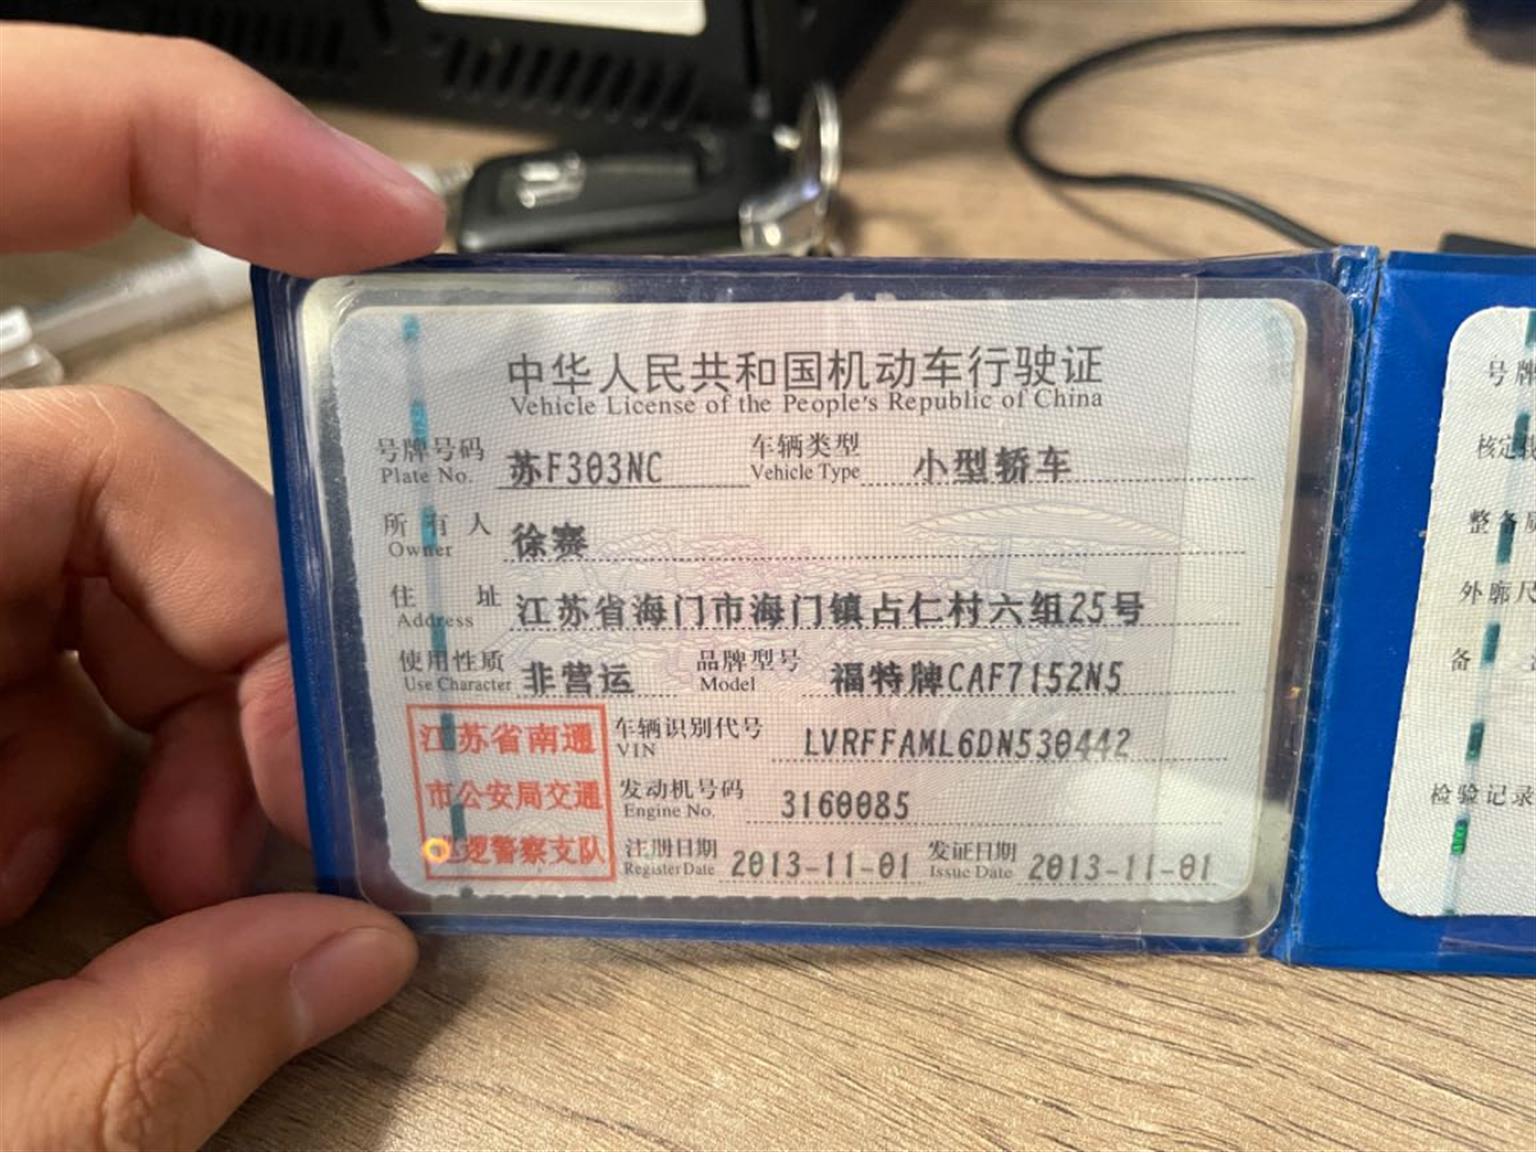 中华人民共和国机动车行驶证
Vehicle License of the People's Republic of China
号牌号码 苏F303NC 车辆类型 小型轿车
Plate No. Vehicle Type
所有人 徐赛
Owner
住址 江苏省海门市海门镇占仁村六组25号
Address
使用性质 非营运 品牌型号 福特牌CAF7152N5
Use Character Model
江苏省南通
市公安局交通
巡逻警察支队
车辆识别代号 LVRFFAML6DN530442
VIN
发动机号码 3160085
Engine No.
注册日期 2013-11-01 发证日期 2013-11-01
Register Date Issue Date
号牌
核定
整备质
外廓尺
备
检验记录